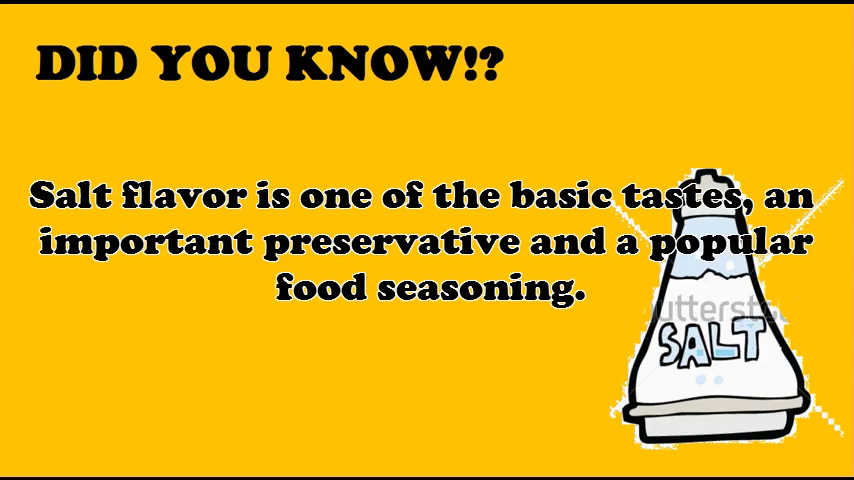 DID YOU KNOW!?
Salt flavor is one of the basic tastes, an
important preservative and a popular
food seasoning.
SALT